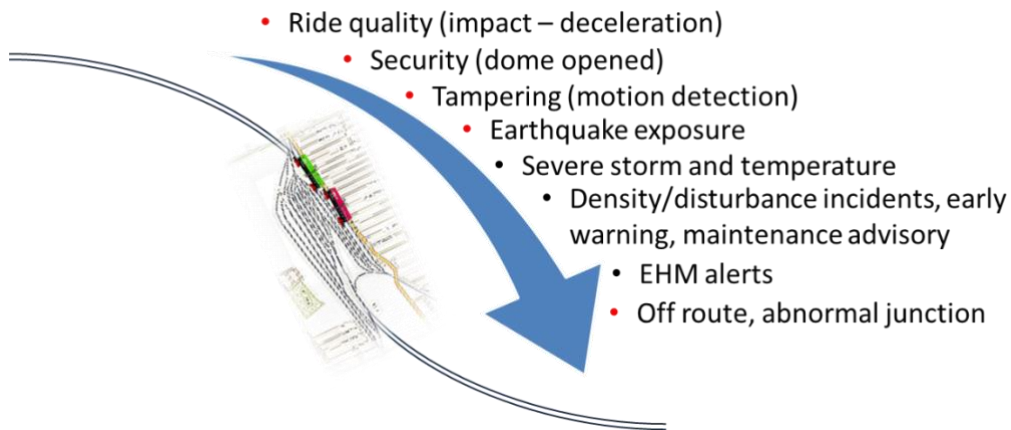 • Ride quality (impact – deceleration)
• Security (dome opened)
• Tampering (motion detection)
• Earthquake exposure
• Severe storm and temperature
• Density/disturbance incidents, early
warning, maintenance advisory
• EHM alerts
• Off route, abnormal junction